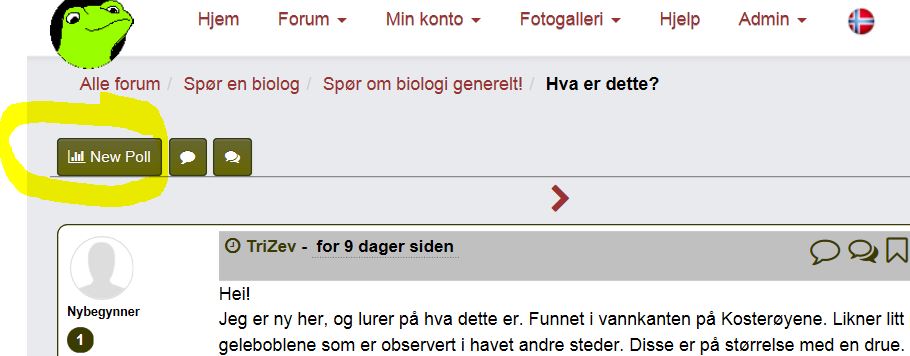 Hjem Forum Min konto Fotogalleri Hjelp Admin
Alle forum / Spør en biolog / Spør om biologi generelt! / Hva er dette?
New Poll
TriZev - for 9 dager siden
Nybegynner
1
Hei!
Jeg er ny her, og lurer på hva dette er. Funnet i vannkanten på Kosterøyene. Likner litt
geleboblene som er observert i havet andre steder. Disse er på størrelse med en drue.